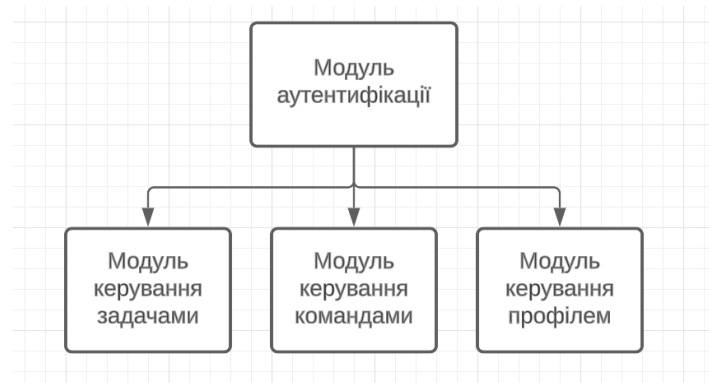 Модуль
аутентифікації
Модуль
керування
задачами
Модуль
керування
командами
Модуль
керування
профілем